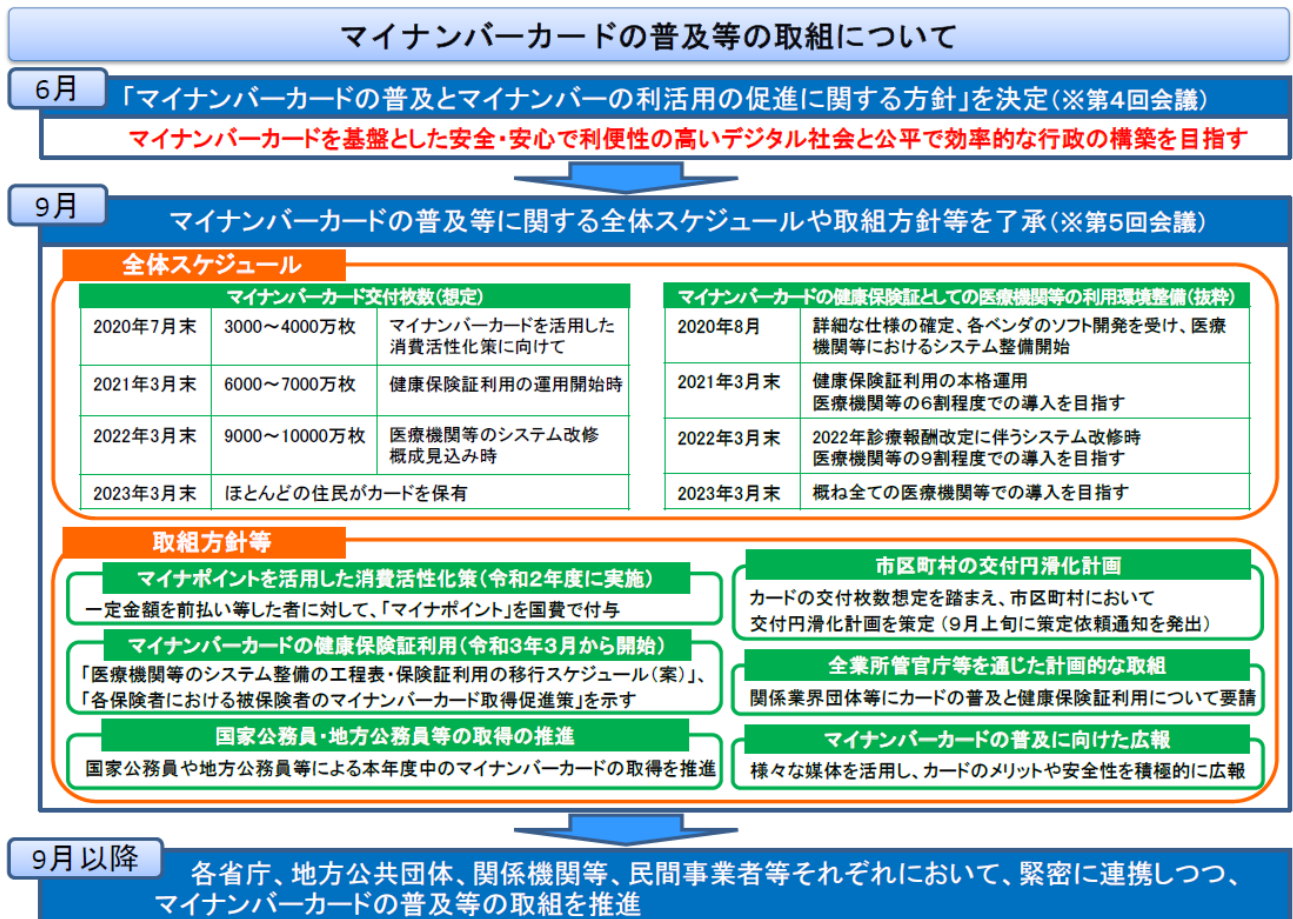 マイナンバーカードの普及等の取組について
6月
「マイナンバーカードの普及とマイナンバーの利活用の促進に関する方針」を決定(※第4回会議)
マイナンバーカードを基盤とした安全・安心で利便性の高いデジタル社会と公平で効率的な行政の構築を目指す
9月
マイナンバーカードの普及等に関する全体スケジュールや取組方針等を了承(※第5回会議)
全体スケジュール
マイナンバーカード交付枚数(想定)
2020年7月末 3000～4000万枚 マイナンバーカードを活用した
消費活性化策に向けて
2021年3月末 6000～7000万枚 健康保険証利用の運用開始時
2022年3月末 9000～10000万枚 医療機関等のシステム改修
概成見込み時
2023年3月末 ほとんどの住民がカードを保有
マイナンバーカードの健康保険証としての医療機関等の利用環境整備(抜粋)
2020年8月 詳細な仕様の確定、各ベンダのソフト開発を受け、医療
機関等におけるシステム整備開始
2021年3月末 健康保険証利用の本格運用
医療機関等の6割程度での導入を目指す
2022年3月末 2022年診療報酬改定に伴うシステム改修時
医療機関等の9割程度での導入を目指す
2023年3月末 概ね全ての医療機関等での導入を目指す
取組方針等
マイナポイントを活用した消費活性化策(令和2年度に実施)
一定金額を前払い等した者に対して、「マイナポイント」を国費で付与
マイナンバーカードの健康保険証利用(令和3年3月から開始)
「医療機関等のシステム整備の工程表・保険証利用の移行スケジュール(案)」、
「各保険者における被保険者のマイナンバーカード取得促進策」を示す
国家公務員・地方公務員等の取得の推進
国家公務員や地方公務員等による本年度中のマイナンバーカードの取得を推進
市区町村の交付円滑化計画
カードの交付枚数想定を踏まえ、市区町村において
交付円滑化計画を策定(9月上旬に策定依頼通知を発出)
全業所管官庁等を通じた計画的な取組
関係業界団体等にカードの普及と健康保険証利用について要請
マイナンバーカードの普及に向けた広報
様々な媒体を活用し、カードのメリットや安全性を積極的に広報
9月以降
各省庁、地方公共団体、関係機関等、民間事業者等それぞれにおいて、緊密に連携しつつ、
マイナンバーカードの普及等の取組を推進